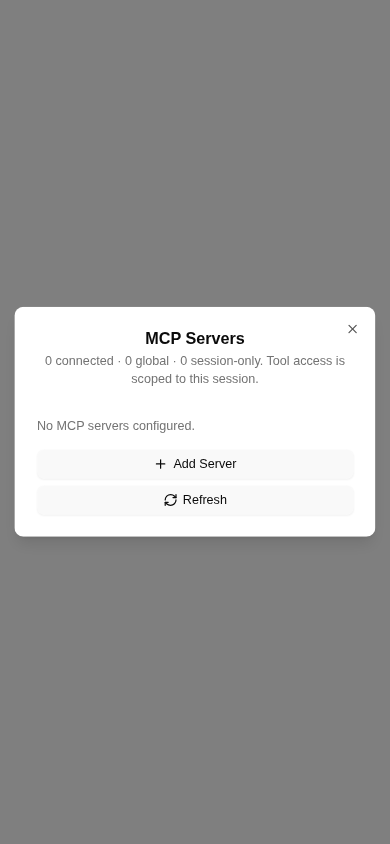 MCP Servers
0 connected · 0 global · 0 session-only. Tool access is
scoped to this session.
No MCP servers configured.
Add Server
Refresh